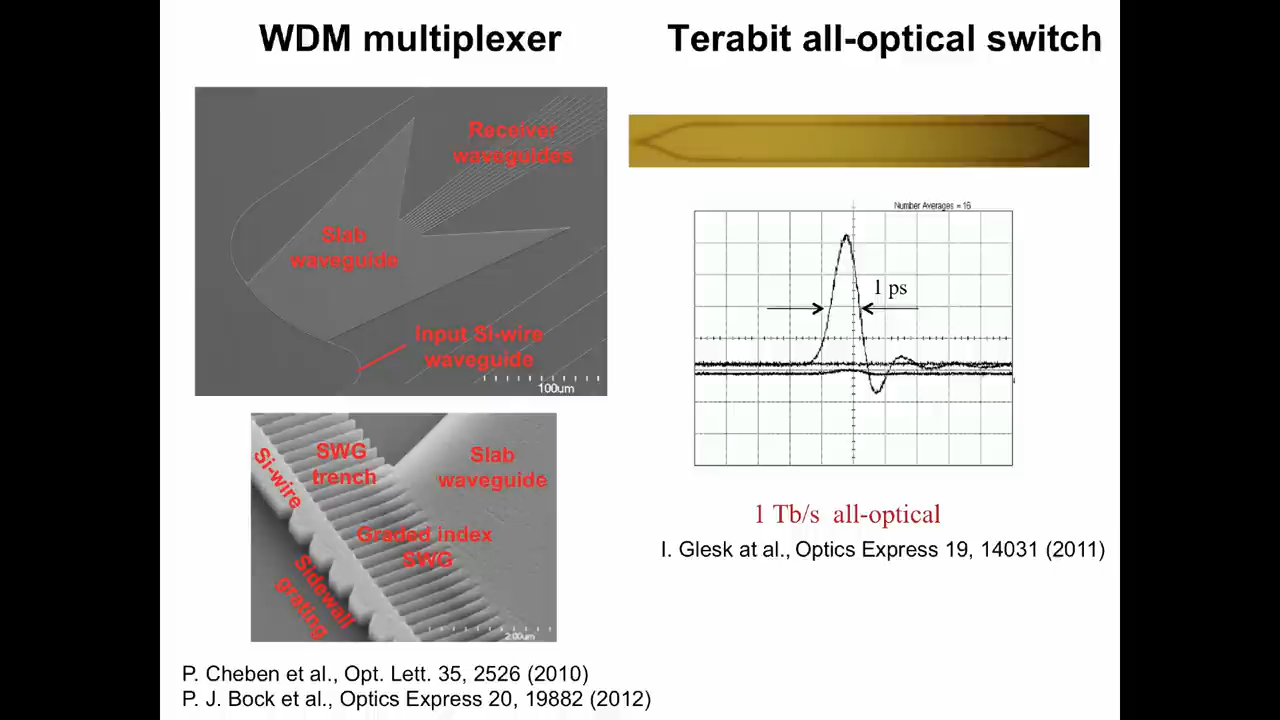 WDM multiplexer
Receiver
waveguides
Slab
waveguide
Input Si-wire
waveguide
100um
Si-wire
SWG
trench
Slab
waveguide
Graded index
SWG
Sidewall
grating
2.00um
P. Cheben et al., Opt. Lett. 35, 2526 (2010)
P. J. Bock et al., Optics Express 20, 19882 (2012)
Terabit all-optical switch
Number Averages = 16
1 ps
1 Tb/s all-optical
I. Glesk at al., Optics Express 19, 14031 (2011)